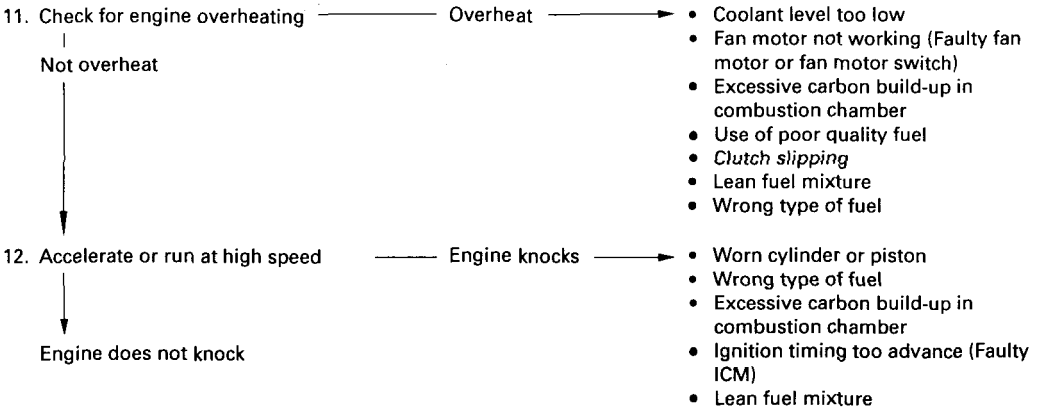 11. Check for engine overheating Overheat • Coolant level too low
• Fan motor not working (Faulty fan
Not overheat motor or fan motor switch)
• Excessive carbon build-up in
combustion chamber
• Use of poor quality fuel
• Clutch slipping
• Lean fuel mixture
• Wrong type of fuel
12. Accelerate or run at high speed Engine knocks • Worn cylinder or piston
• Wrong type of fuel
• Excessive carbon build-up in
combustion chamber
Engine does not knock • Ignition timing too advance (Faulty
ICM)
• Lean fuel mixture